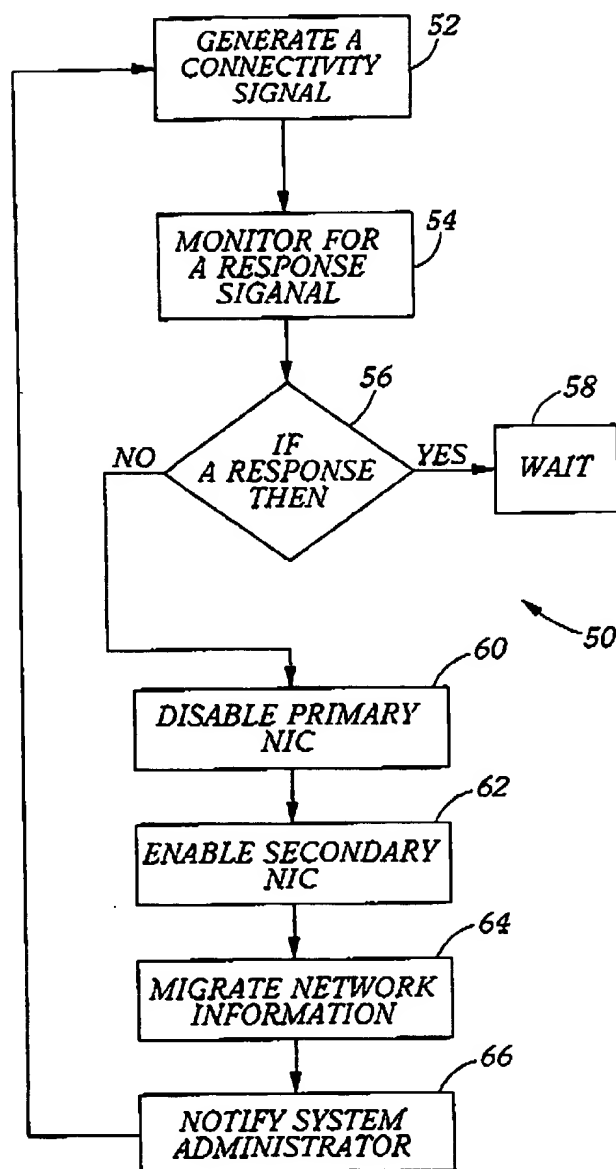 GENERATE A
CONNECTIVITY
SIGNAL
52
MONITOR FOR
A RESPONSE
SIGANAL
54
56
58
NO
IF
A RESPONSE
THEN
YES
WAIT
50
60
DISABLE PRIMARY
NIC
62
ENABLE SECONDARY
NIC
64
MIGRATE NETWORK
INFORMATION
66
NOTIFY SYSTEM
ADMINISTRATOR